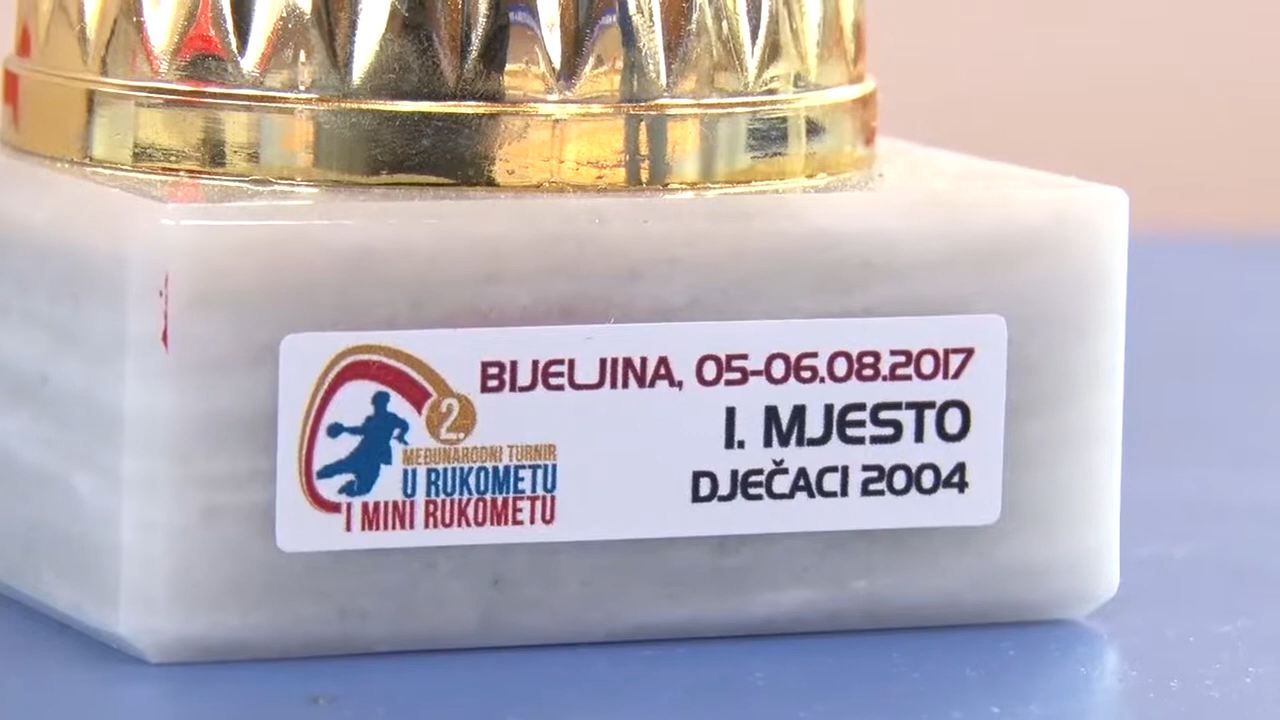 BIJELJINA, 05-06.08.2017
I. MJESTO
DJEČACI 2004
2.
MEĐUNARODNI TURNIR
U RUKOMETU
I MINI RUKOMETU